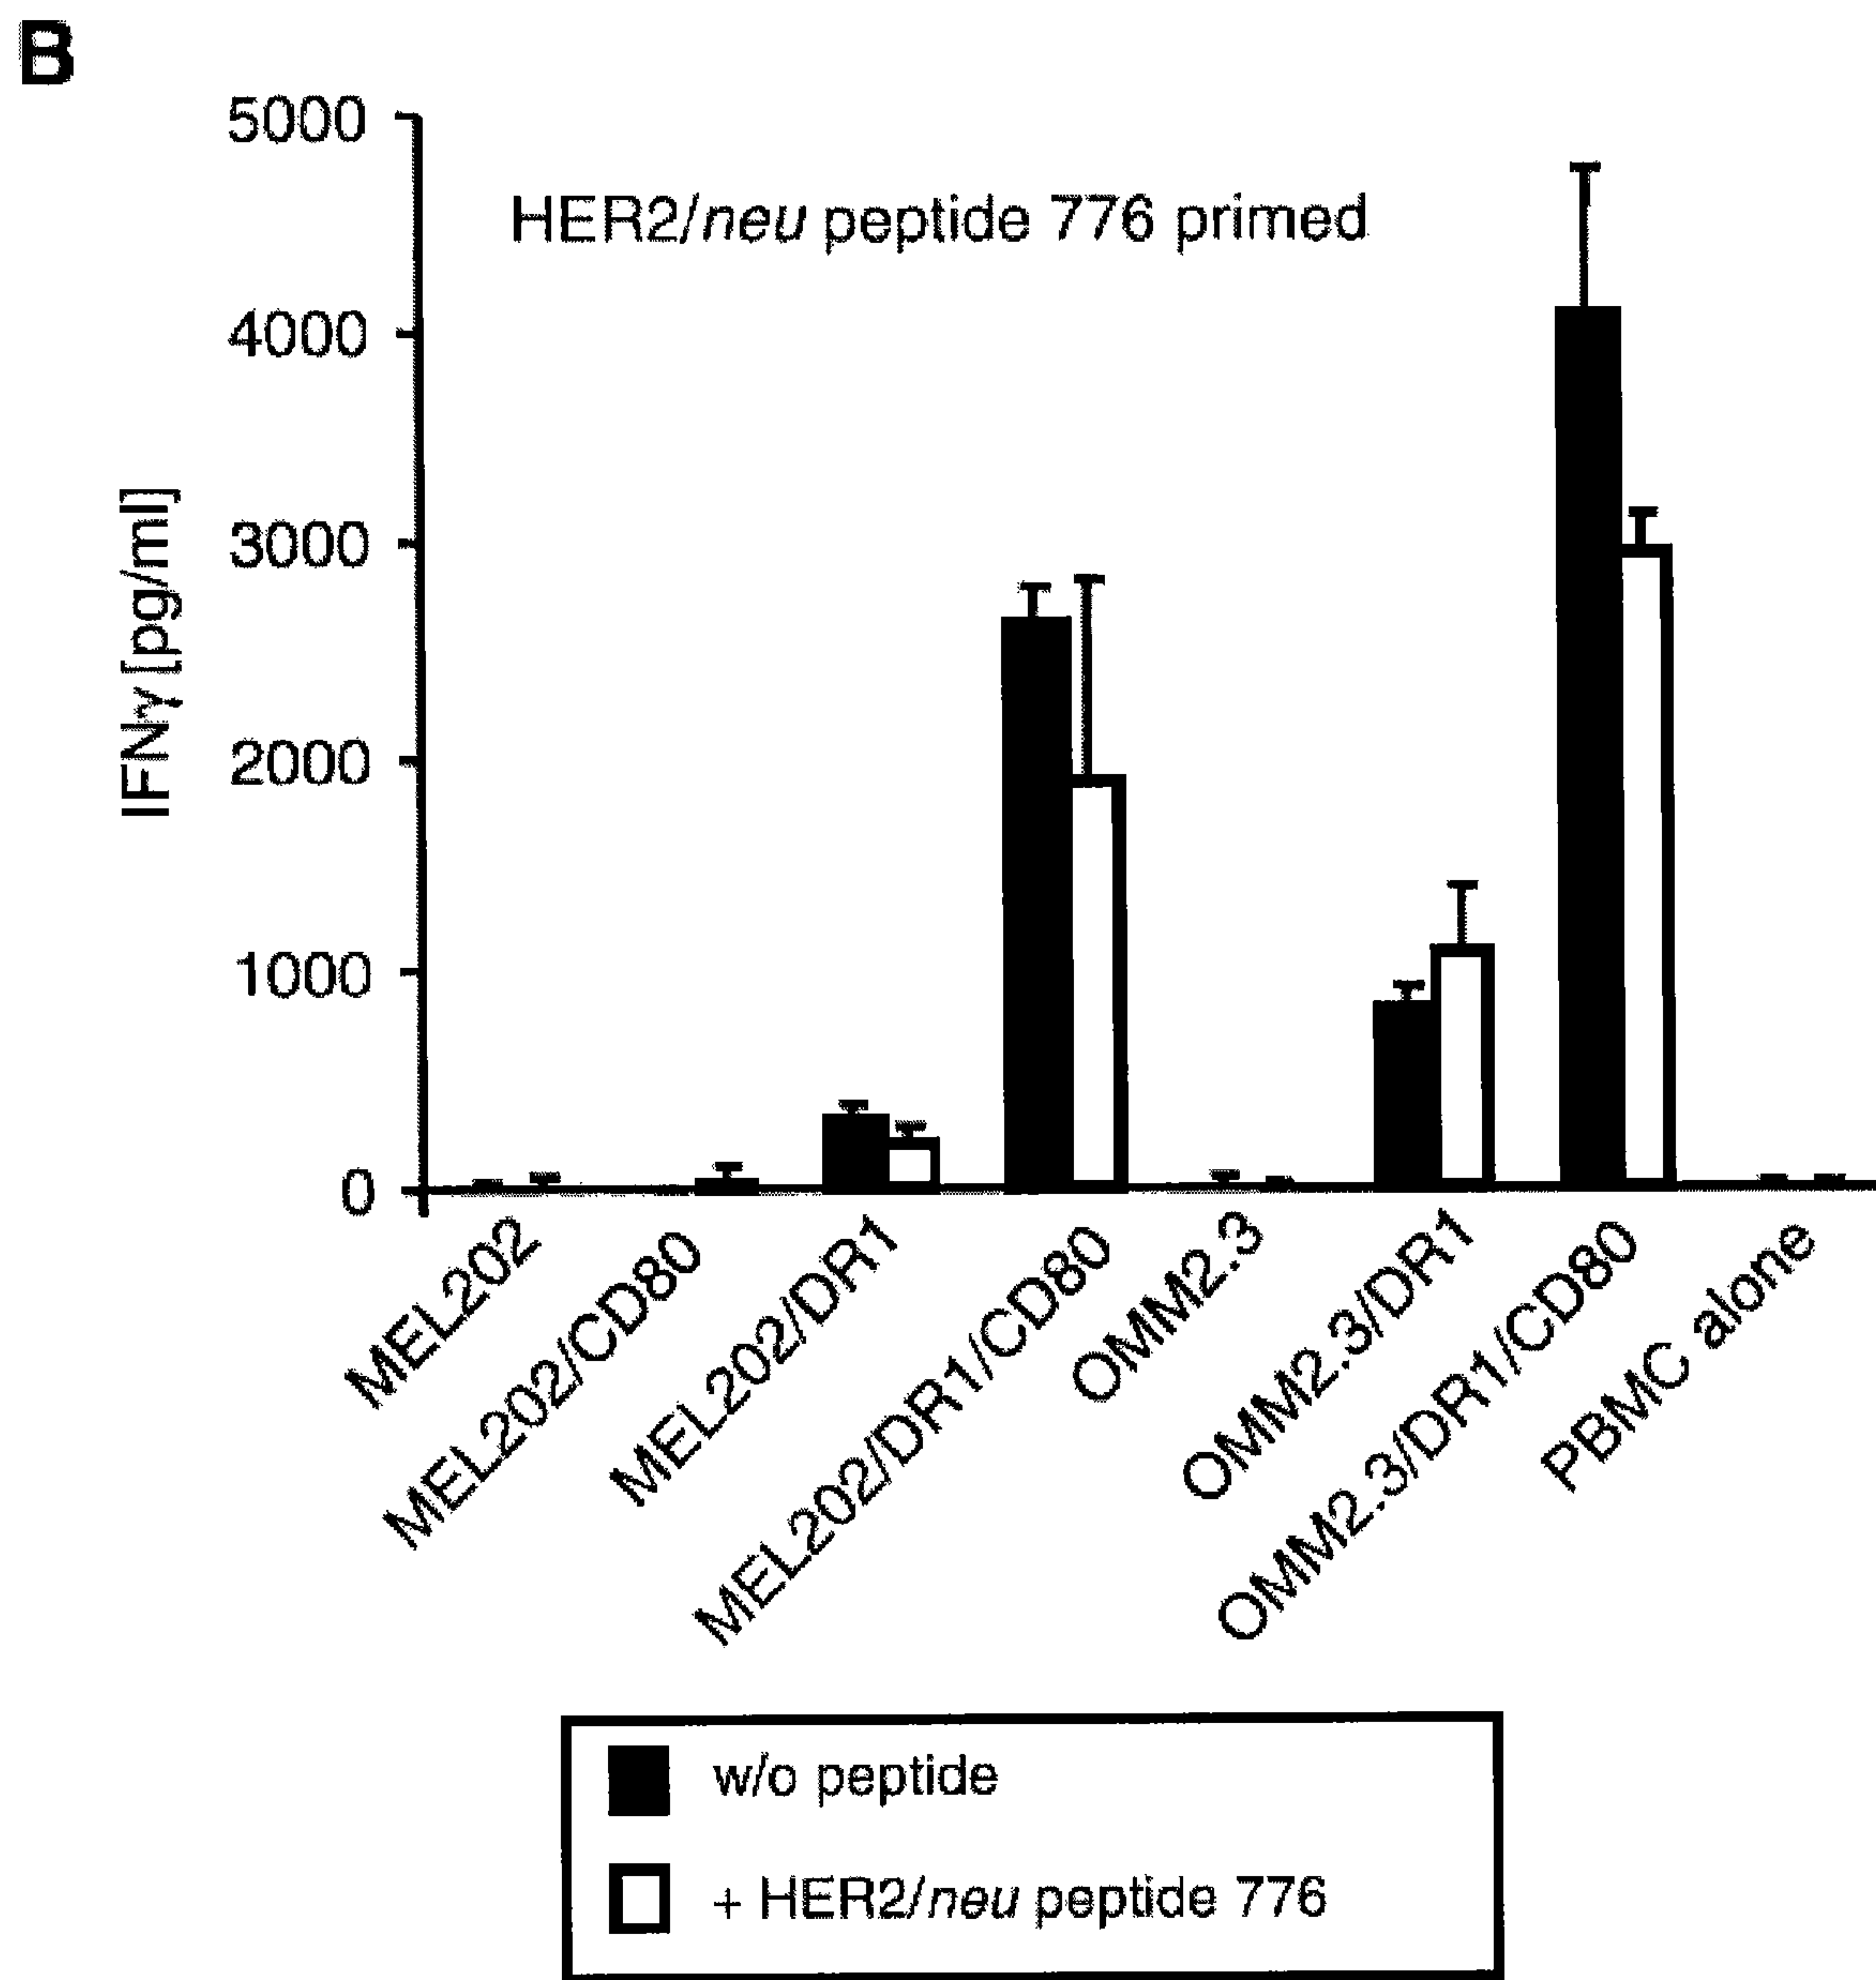 B
5000
HER2/neu peptide 776 primed
4000
3000
2000
1000
0
IFNγ [pg/ml]
MEL202
MEL202/CD80
MEL202/DR1
MEL202/DR1/CD80
OMM2.3
OMM2.3/DR1
OMM2.3/DR1/CD80
PBMC alone
w/o peptide
+ HER2/neu peptide 776